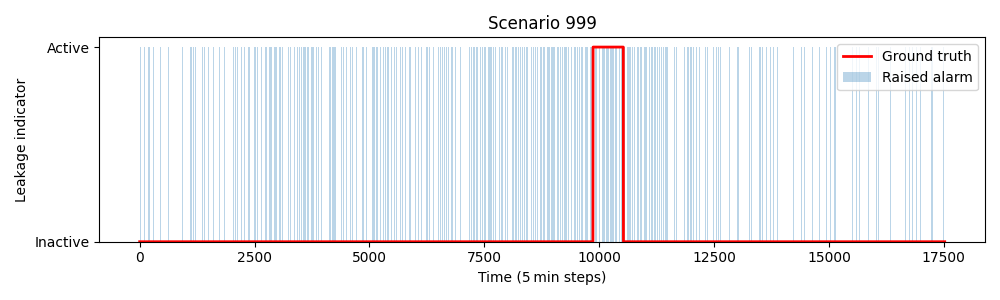 Scenario 999
Active
Inactive
Leakage indicator
Ground truth
Raised alarm
0 2500 5000 7500 10000 12500 15000 17500
Time (5 min steps)